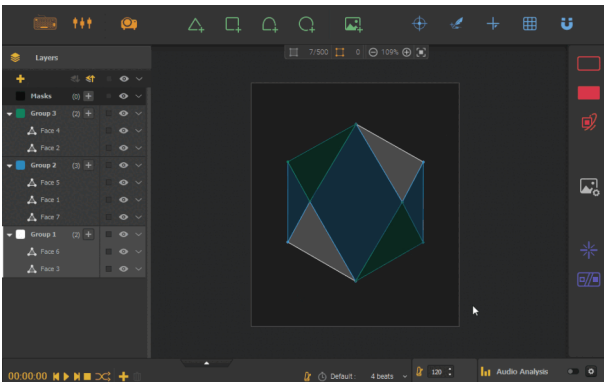 7/500 0 109%
Layers
Masks (0)
Group 3 (2)
Face 4
Face 2
Group 2 (3)
Face 5
Face 1
Face 7
Group 1 (2)
Face 6
Face 3
00:00:00 Default: 4 beats 120 Audio Analysis